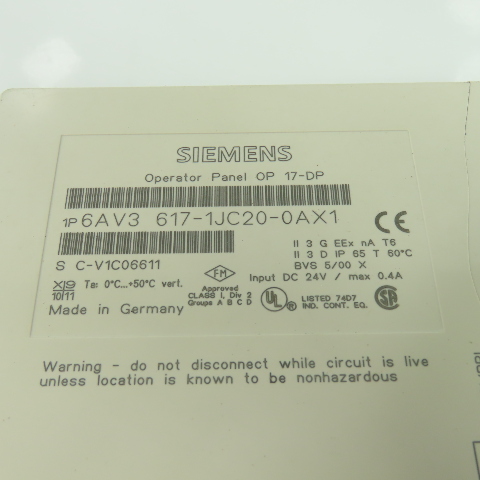 SIEMENS
Operator Panel OP 17-DP
1P 6AV3 617-1JC20-0AX1
CE
S C-V1C06611
II 3 G EEx nA T6
II 3 D IP 65 T 60°C
BVS 5/00 X
FM
Input DC 24V / max 0.4A
X19 Ta: 0°C...+50°C vert.
10|11
Approved
CLASS I, Div 2
Groups A B C D
UL
LISTED 74D7
IND. CONT. EQ.
SA
Made in Germany
Warning - do not disconnect while circuit is live
unless location is known to be nonhazardous